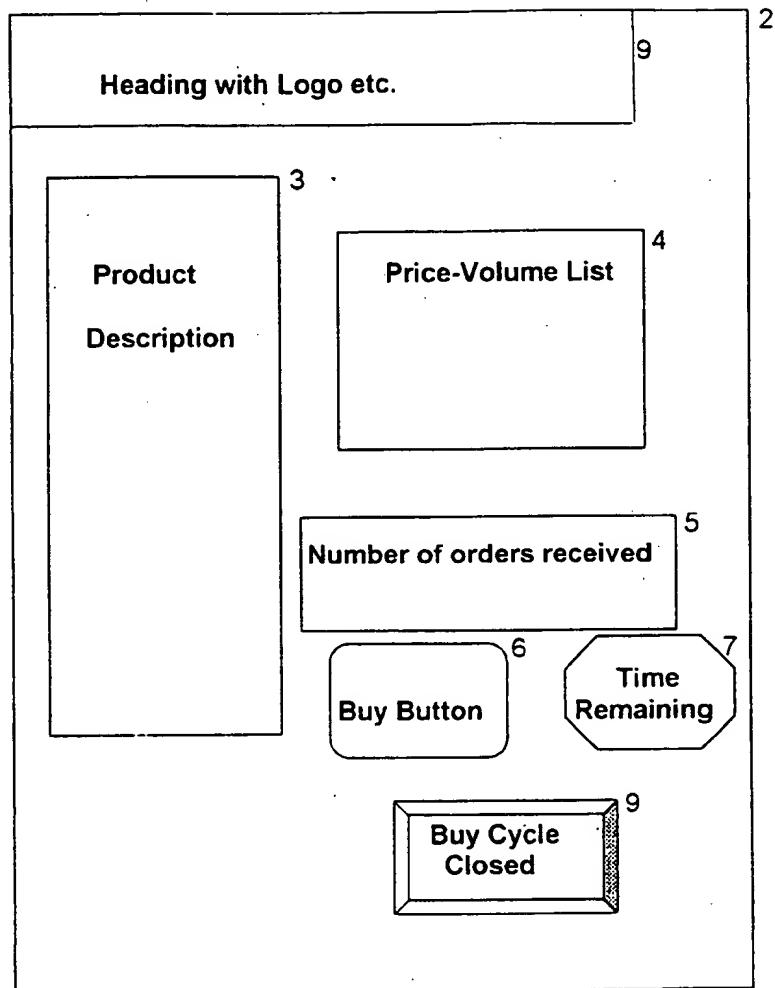 2
9
Heading with Logo etc.
3
Product
Description
4
Price-Volume List
5
Number of orders received
6
Buy Button
7
Time
Remaining
9
Buy Cycle
Closed